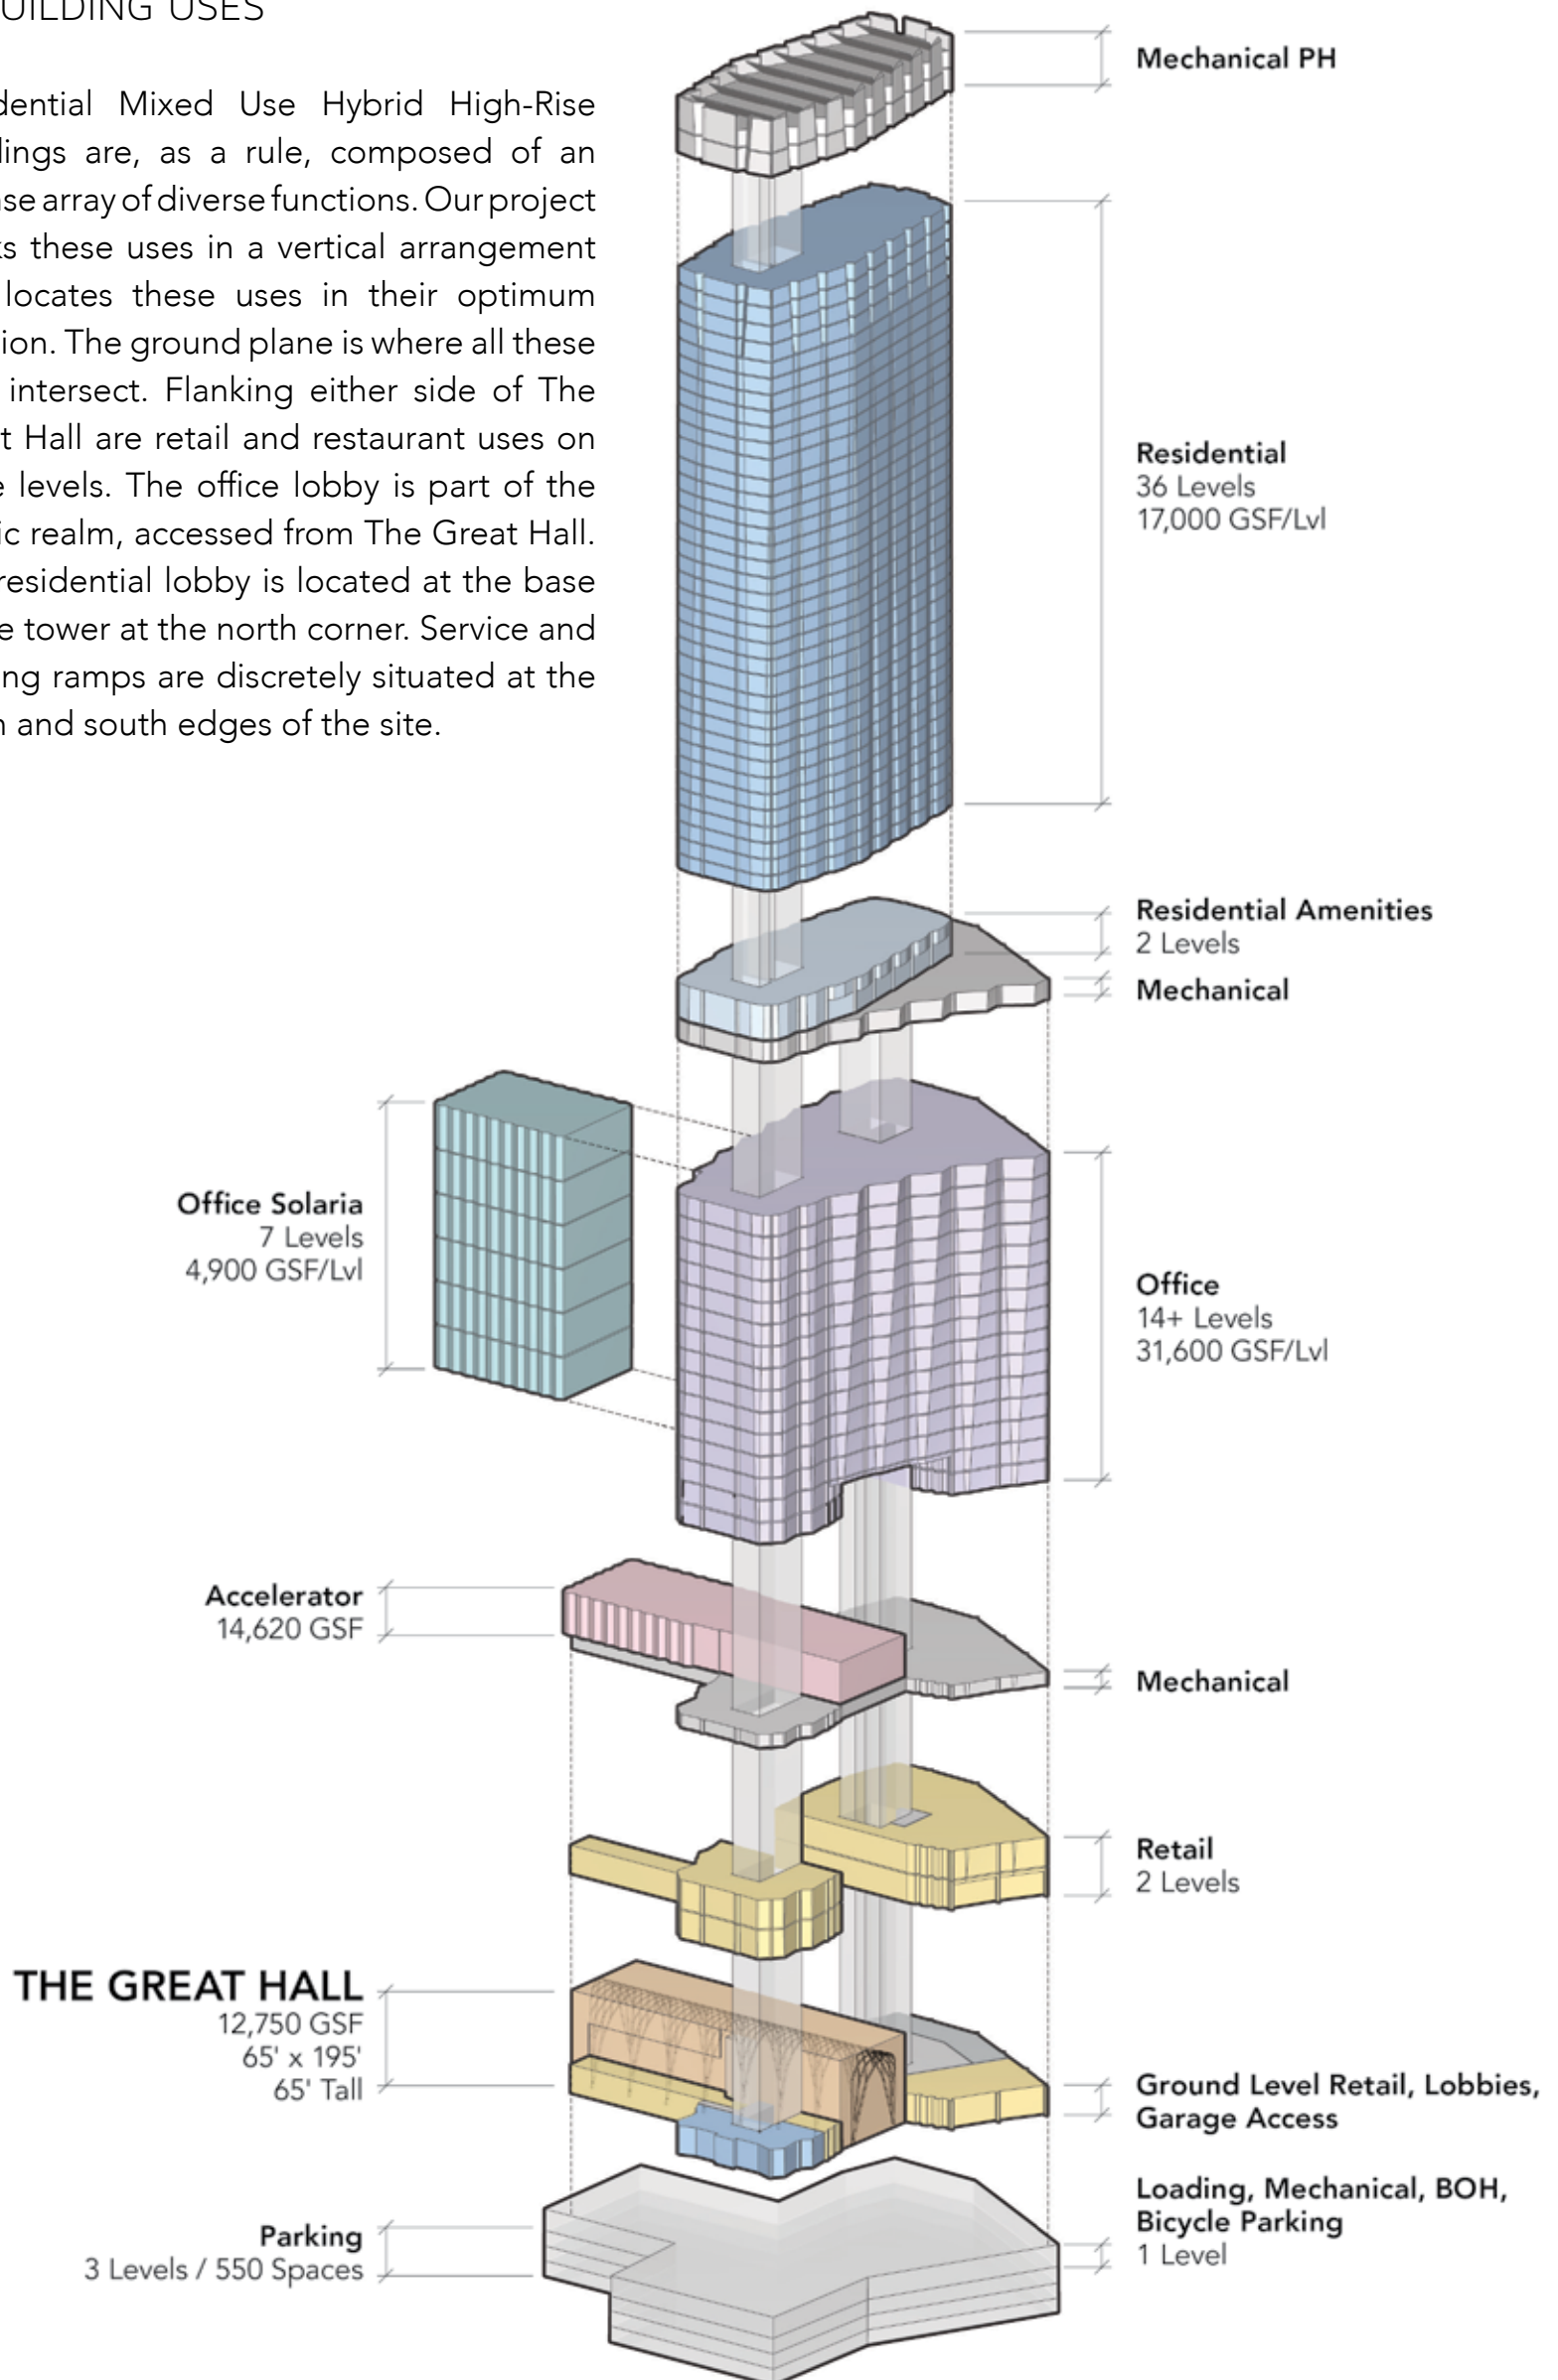 UILDING USES
dential Mixed Use Hybrid High-Rise
dings are, as a rule, composed of an
se array of diverse functions. Our project
ks these uses in a vertical arrangement
locates these uses in their optimum
ion. The ground plane is where all these
intersect. Flanking either side of The
t Hall are retail and restaurant uses on
e levels. The office lobby is part of the
ic realm, accessed from The Great Hall.
residential lobby is located at the base
e tower at the north corner. Service and
ng ramps are discretely situated at the
n and south edges of the site.
Mechanical PH
Residential
36 Levels
17,000 GSF/Lvl
Residential Amenities
2 Levels
Mechanical
Office Solaria
7 Levels
4,900 GSF/Lvl
Office
14+ Levels
31,600 GSF/Lvl
Accelerator
14,620 GSF
Mechanical
Retail
2 Levels
THE GREAT HALL
12,750 GSF
65' x 195'
65' Tall
Ground Level Retail, Lobbies,
Garage Access
Loading, Mechanical, BOH,
Bicycle Parking
1 Level
Parking
3 Levels / 550 Spaces